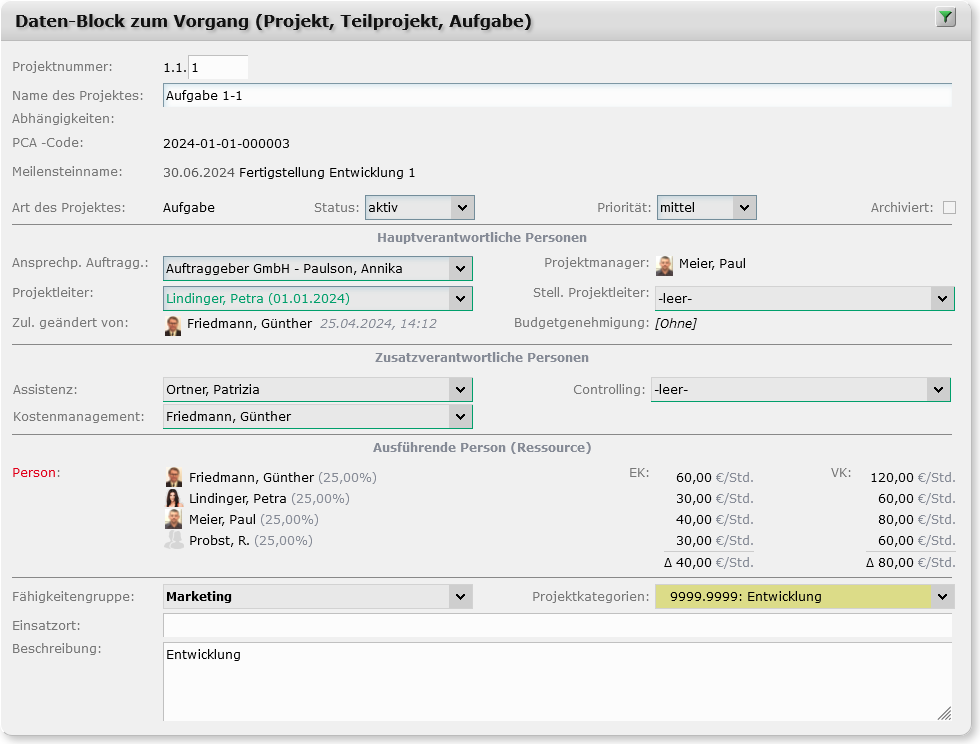 Daten-Block zum Vorgang (Projekt, Teilprojekt, Aufgabe)
Projektnummer: 1.1. 1
Name des Projektes: Aufgabe 1-1
Abhängigkeiten:
PCA -Code: 2024-01-01-000003
Meilensteinname: 30.06.2024 Fertigstellung Entwicklung 1
Art des Projektes: Aufgabe Status: aktiv Priorität: mittel Archiviert:
Hauptverantwortliche Personen
Ansprechp. Auftragg.: Auftraggeber GmbH - Paulson, Annika Projektmanager: Meier, Paul
Projektleiter: Lindinger, Petra (01.01.2024) Stell. Projektleiter: -leer-
Zul. geändert von: Friedmann, Günther 25.04.2024, 14:12 Budgetgenehmigung: [Ohne]
Zusatzverantwortliche Personen
Assistenz: Ortner, Patrizia Controlling: -leer-
Kostenmanagement: Friedmann, Günther
Ausführende Person (Ressource)
Person: Friedmann, Günther (25,00%) EK: 60,00 €/Std. VK: 120,00 €/Std.
Lindinger, Petra (25,00%) 30,00 €/Std. 60,00 €/Std.
Meier, Paul (25,00%) 40,00 €/Std. 80,00 €/Std.
Probst, R. (25,00%) 30,00 €/Std. 60,00 €/Std.
Δ 40,00 €/Std. Δ 80,00 €/Std.
Fähigkeitengruppe: Marketing Projektkategorien: 9999.9999: Entwicklung
Einsatzort:
Beschreibung: Entwicklung